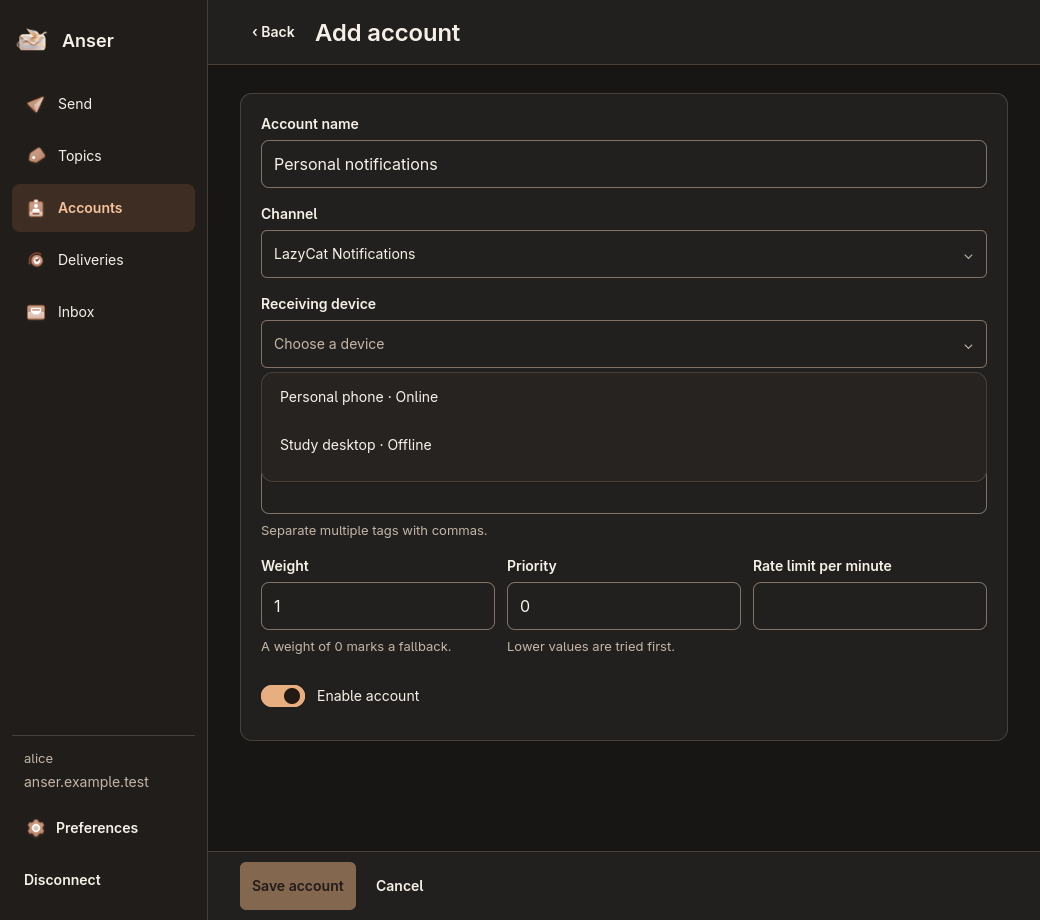 Anser
Send
Topics
Accounts
Deliveries
Inbox
alice
anser.example.test
Preferences
Disconnect
‹ Back
Add account
Account name
Personal notifications
Channel
LazyCat Notifications
Receiving device
Choose a device
Personal phone · Online
Study desktop · Offline
Separate multiple tags with commas.
Weight
Priority
Rate limit per minute
1
0
A weight of 0 marks a fallback.
Lower values are tried first.
Enable account
Save account
Cancel